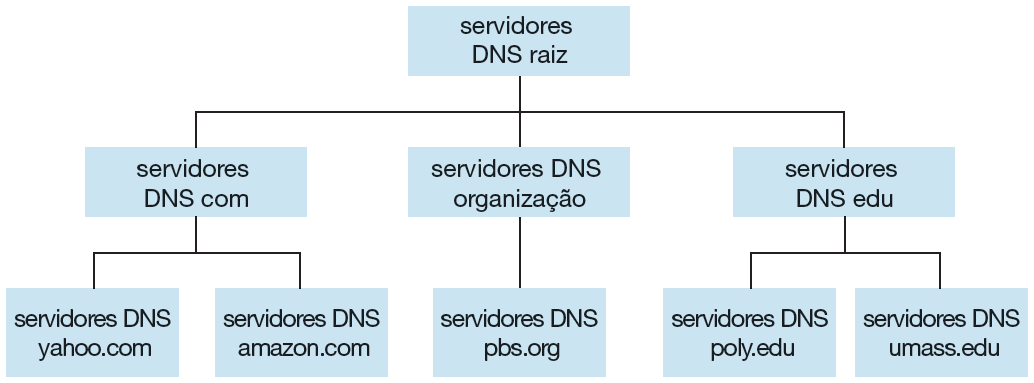 servidores
DNS raiz
servidores
DNS com
servidores DNS
organização
servidores
DNS edu
servidores DNS
yahoo.com
servidores DNS
amazon.com
servidores DNS
pbs.org
servidores DNS
poly.edu
servidores DNS
umass.edu